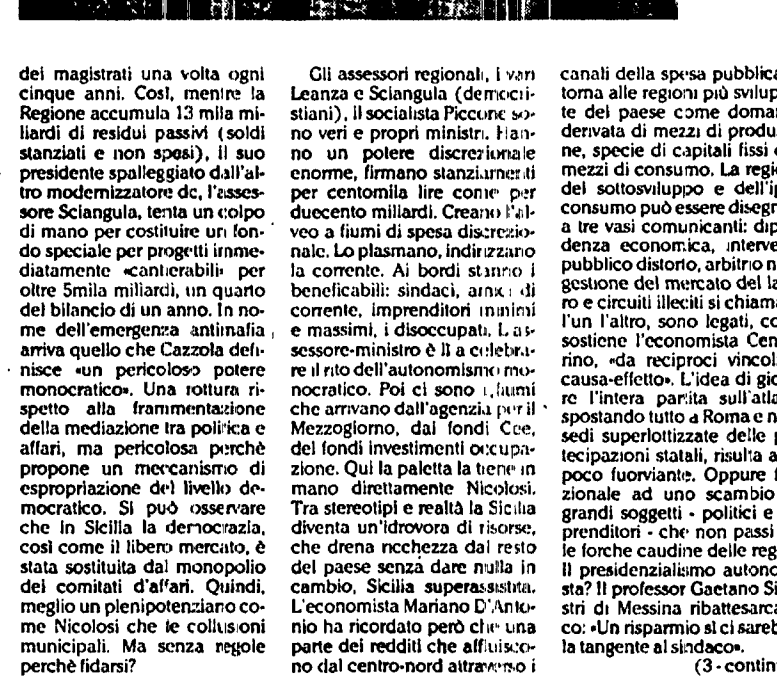 dei magistrati una volta ogni
cinque anni. Così, mentre la
Regione accumula 13 mila mi-
liardi di residui passivi (soldi
stanziati e non spesi), il suo
presidente spalleggiato dall'al-
tro modernizzatore dc, l'asses-
sore Sciangula, tenta un colpo
di mano per costituire un fon-
do speciale per progetti imme-
diatamente «cantierabili» per
oltre 5mila miliardi, un quarto
del bilancio di un anno. In no-
me dell'emergenza antimafia
arriva quello che Cazzola defi-
nisce «un pericoloso potere
monocratico». Una rottura ri-
spetto alla frammentazione
della mediazione tra politica e
affari, ma pericolosa perchè
propone un meccanismo di
espropriazione del livello de-
mocratico. Si può osservare
che in Sicilia la democrazia,
così come il libero mercato, è
stata sostituita dal monopolio
dei comitati d'affari. Quindi,
meglio un plenipotenziario co-
me Nicolosi che le collusioni
municipali. Ma senza regole
perchè fidarsi?
Gli assessori regionali, i vari
Leanza e Sciangula (democri-
stiani), il socialista Piccione so-
no veri e propri ministri. Han-
no un potere discrezionale
enorme, firmano stanziamenti
per centomila lire come per
duecento miliardi. Creano l'al-
veo a fiumi di spesa discrezio-
nale. Lo plasmano, indirizzano
la corrente. Ai bordi stanno i
beneficabili: sindaci, amici di
corrente, imprenditori minimi
e massimi, i disoccupati. L'as-
sessore-ministro è lì a celebra-
re il rito dell'autonomismo mo-
nocratico. Poi ci sono i fiumi
che arrivano dall'agenzia per il
Mezzogiorno, dai fondi Cee,
dei fondi investimenti occupa-
zione. Qui la paletta la tiene in
mano direttamente Nicolosi.
Tra stereotipi e realtà la Sicilia
diventa un'idrovora di risorse,
che drena ricchezza dal resto
del paese senza dare nulla in
cambio, Sicilia superassistita.
L'economista Mariano D'Anto-
nio ha ricordato però che una
parte dei redditi che affluisco-
no dal centro-nord attraverso i
canali della spesa pubblica
torna alle regioni più svilup
te del paese come doman
derivata di mezzi di produ
ne, specie di capitali fissi e
mezzi di consumo. La regio
del sottosviluppo e dell'ip
consumo può essere disegn
a tre vasi comunicanti: dip
denza economica, interve
pubblico distorto, arbitrio n
gestione del mercato del la
ro e circuiti illeciti si chiama
l'un l'altro, sono legati, co
sostiene l'economista Cen
rino, «da reciproci vincol
causa-effetto». L'idea di gio
re l'intera partita sull'atla
spostando tutto a Roma e n
sedi superlottizzate delle p
tecipazioni statali, risulta a
poco fuorviante. Oppure f
zionale ad uno scambio
grandi soggetti - politici e
prenditori - che non passi
le forche caudine delle reg
Il presidenzialismo autono
sta? Il professor Gaetano Si
stri di Messina ribatte sarca
co: «Un risparmio sì ci sareb
la tangente al sindaco».
(3 - contin